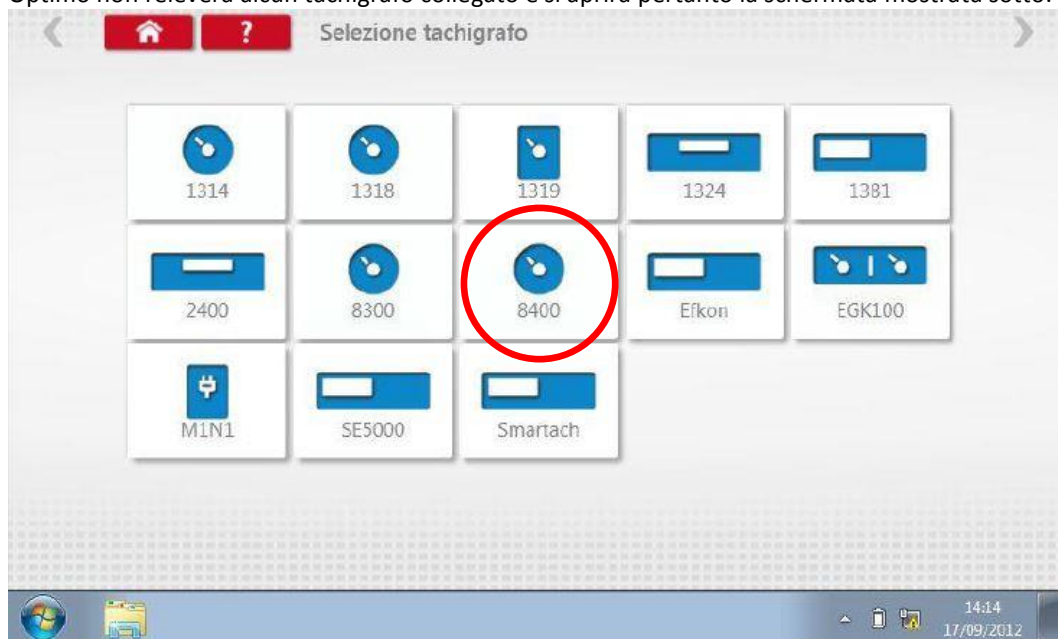 Optimo non releverà alcun tachigrafo collegato e si aprirà pertanto la schermata mostrata sotto.
? Selezione tachigrafo
1314 1318 1319 1324 1381
2400 8300 8400 Efkon EGK100
M1N1 SE5000 Smartach
14:14
17/09/2012